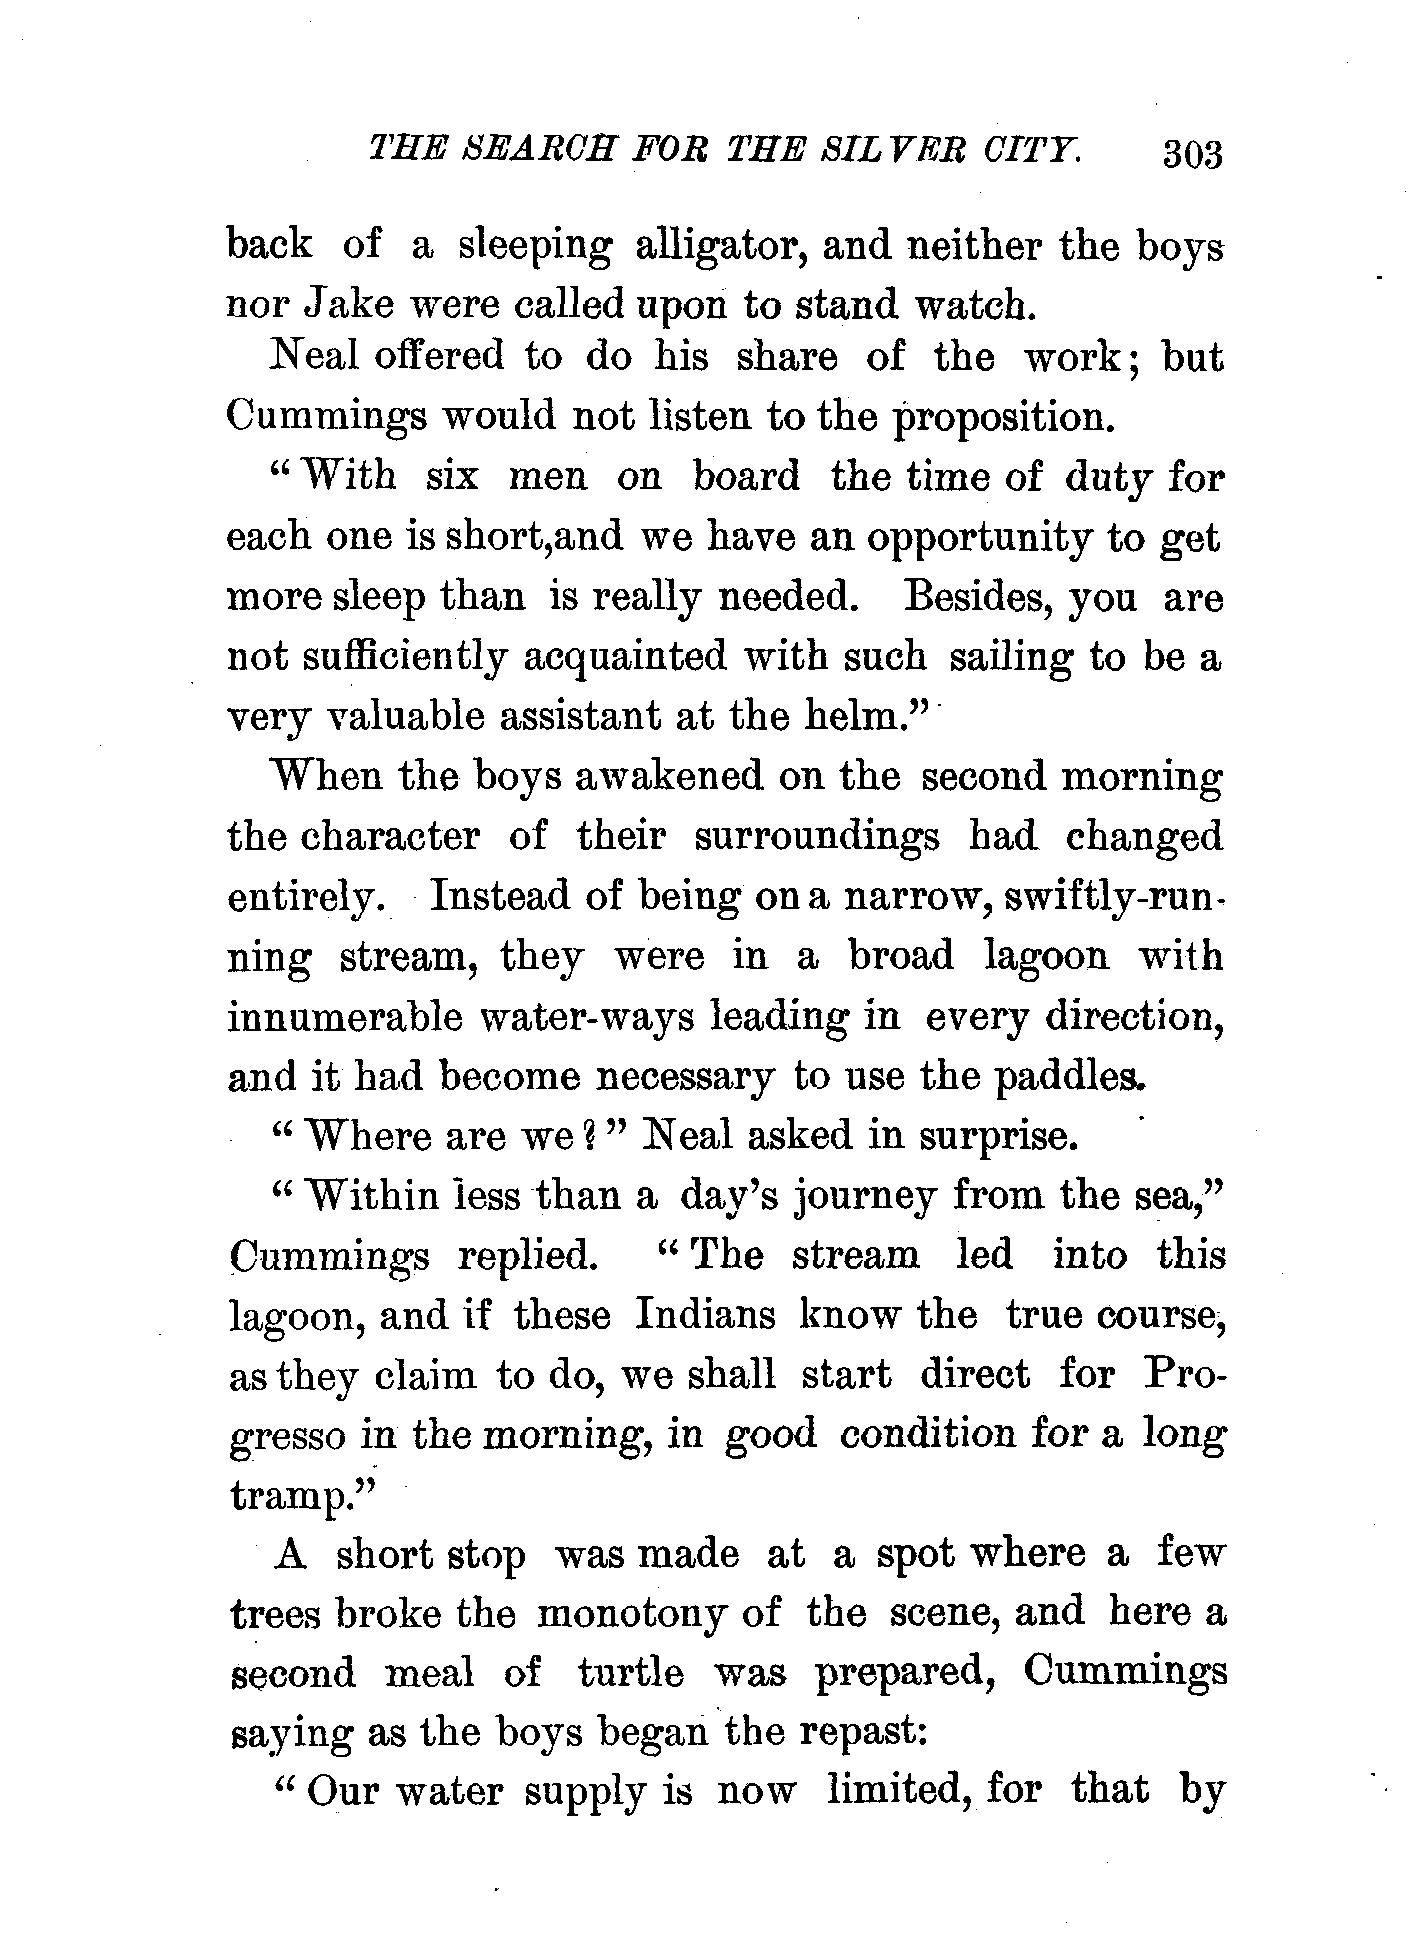 THE SEARCH FOR THE SILVER CITY. 303
back of a sleeping alligator, and neither the boys
nor Jake were called upon to stand watch.
Neal offered to do his share of the work; but
Cummings would not listen to the proposition.
“With six men on board the time of duty for
each one is short,and we have an opportunity to get
more sleep than is really needed. Besides, you are
not sufficiently acquainted with such sailing to be a
very valuable assistant at the helm.”
When the boys awakened on the second morning
the character of their surroundings had changed
entirely. Instead of being on a narrow, swiftly-run-
ning stream, they were in a broad lagoon with
innumerable water-ways leading in every direction,
and it had become necessary to use the paddles.
“Where are we?” Neal asked in surprise.
“Within less than a day’s journey from the sea,”
Cummings replied. “The stream led into this
lagoon, and if these Indians know the true course,
as they claim to do, we shall start direct for Pro-
gresso in the morning, in good condition for a long
tramp.”
A short stop was made at a spot where a few
trees broke the monotony of the scene, and here a
second meal of turtle was prepared, Cummings
saying as the boys began the repast:
“Our water supply is now limited, for that by